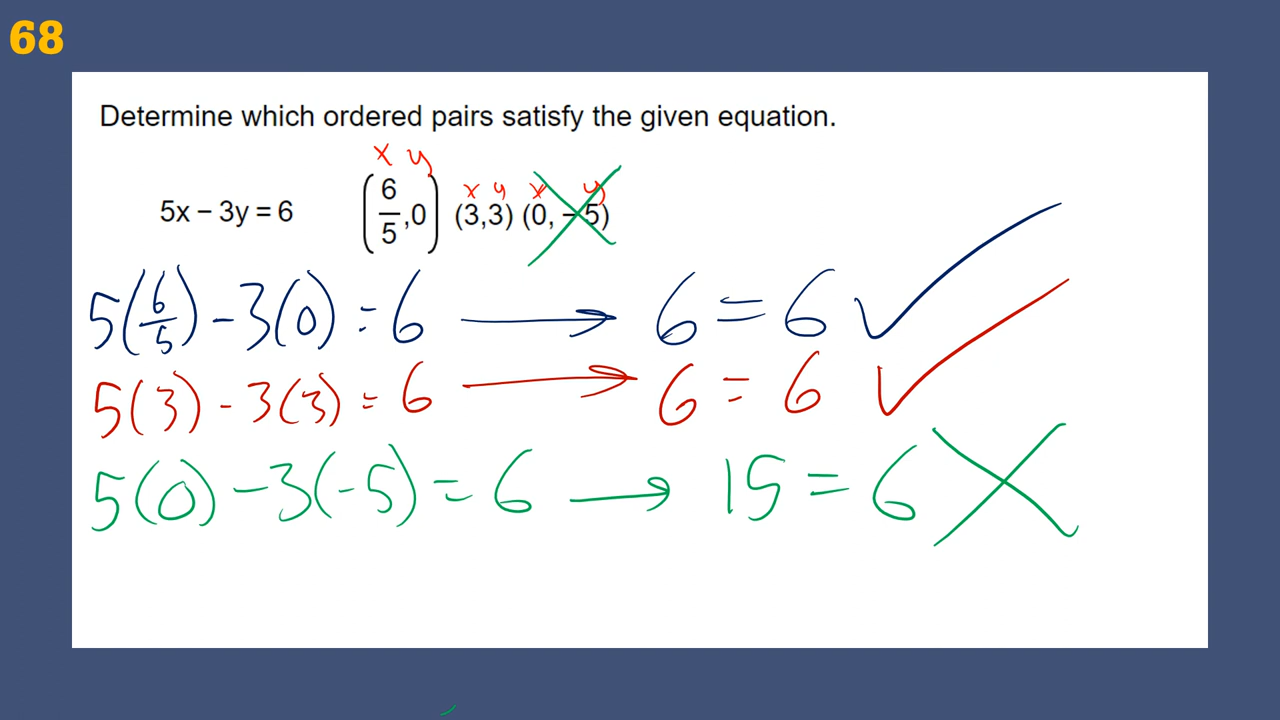 68
Determine which ordered pairs satisfy the given equation.
x y x y x y
5x − 3y = 6 (6/5,0) (3,3) (0, −5)
5(6/5) - 3(0) = 6 → 6 = 6 ✓
5(3) - 3(3) = 6 → 6 = 6 ✓
5(0) - 3(-5) = 6 → 15 = 6 X